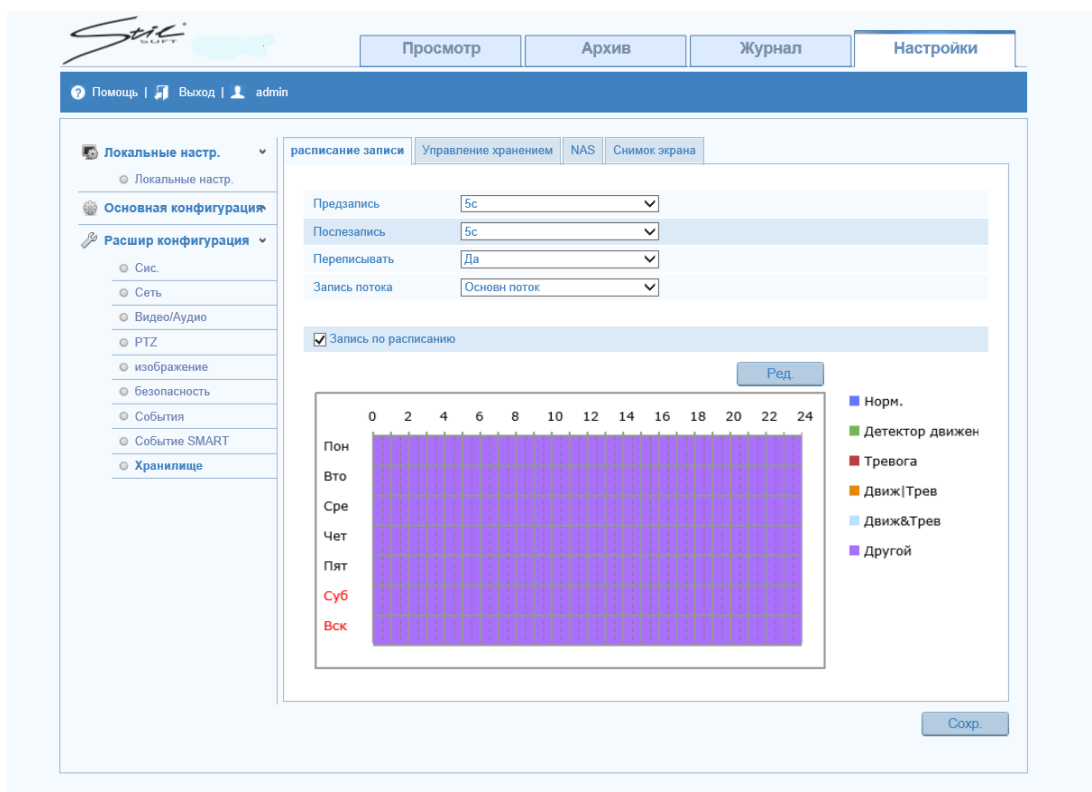 Stil
SOFT
Просмотр
Архив
Журнал
Настройки
Помощь | Выход | admin
Локальные настр.
Локальные настр.
Основная конфигурация
Расшир конфигурация
Сис.
Сеть
Видео/Аудио
PTZ
изображение
безопасность
События
Событие SMART
Хранилище
расписание записи
Управление хранением
NAS
Снимок экрана
Предзапись 5с
Послезапись 5с
Переписывать Да
Запись потока Основн поток
Запись по расписанию
Ред.
0 2 4 6 8 10 12 14 16 18 20 22 24
Пон
Вто
Сре
Чет
Пят
Суб
Вск
Норм.
Детектор движен
Тревога
Движ|Трев
Движ&Трев
Другой
Сохр.